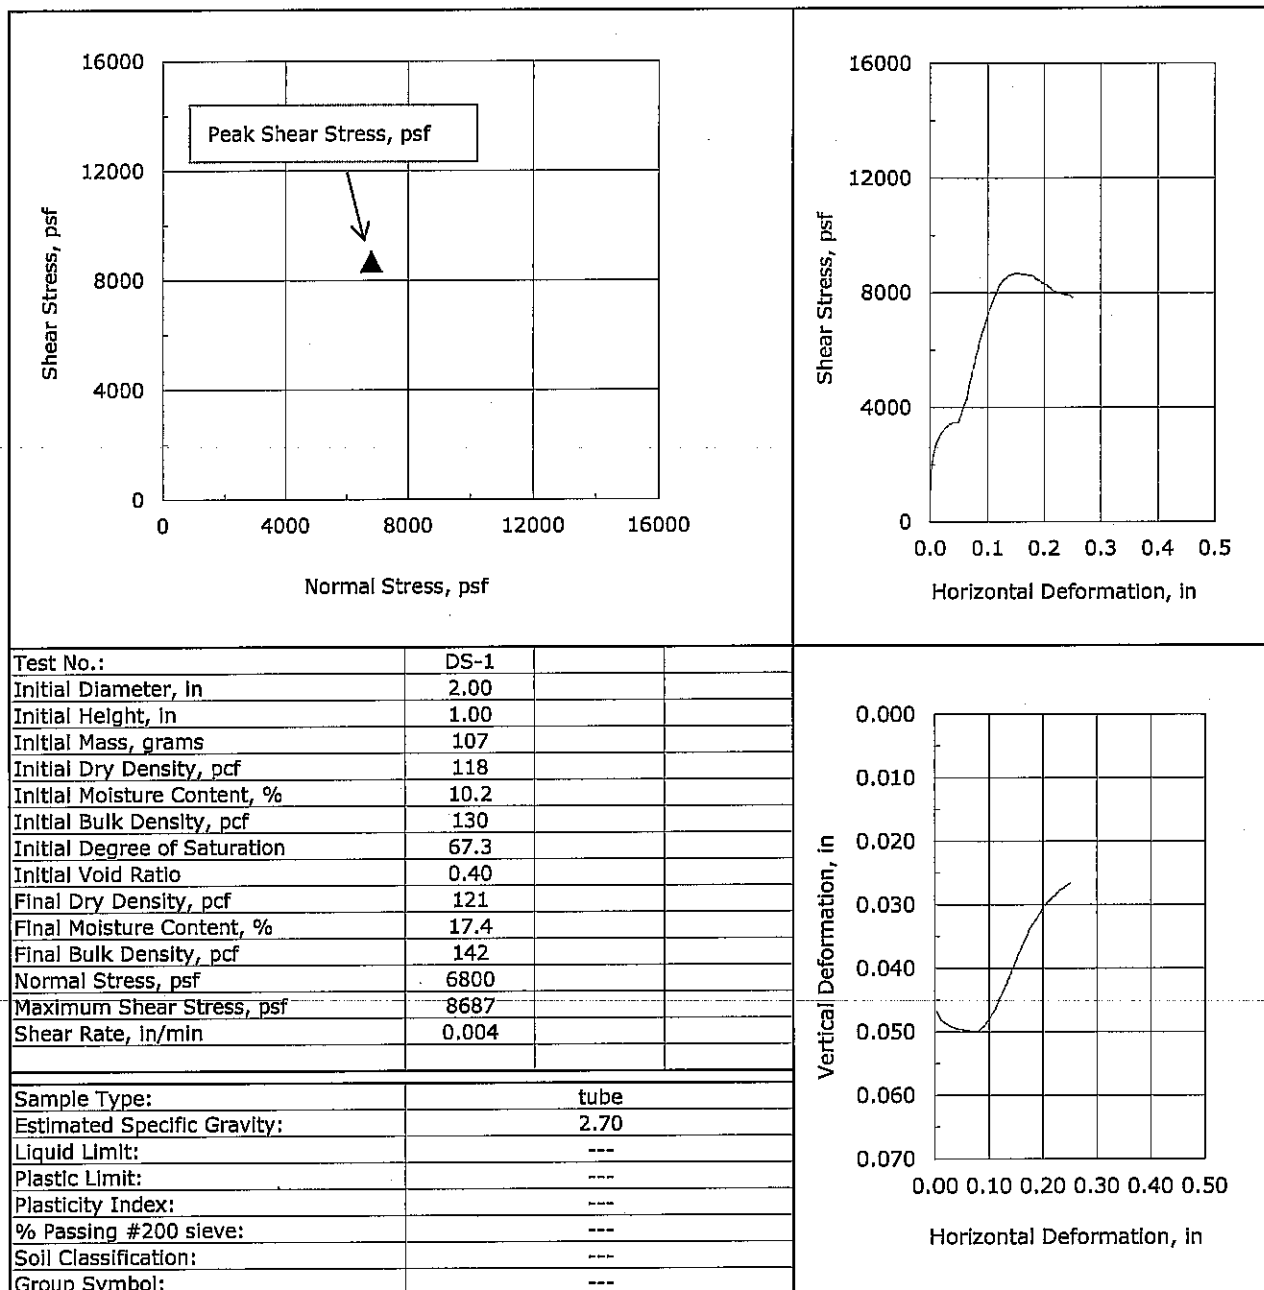 16000
12000
8000
4000
0
Shear Stress, psf
Peak Shear Stress, psf
0 4000 8000 12000 16000
Normal Stress, psf
16000
12000
8000
4000
0
Shear Stress, psf
0.0 0.1 0.2 0.3 0.4 0.5
Horizontal Deformation, in
Test No.: DS-1
Initial Diameter, in 2.00
Initial Height, in 1.00
Initial Mass, grams 107
Initial Dry Density, pcf 118
Initial Moisture Content, % 10.2
Initial Bulk Density, pcf 130
Initial Degree of Saturation 67.3
Initial Void Ratio 0.40
Final Dry Density, pcf 121
Final Moisture Content, % 17.4
Final Bulk Density, pcf 142
Normal Stress, psf 6800
Maximum Shear Stress, psf 8687
Shear Rate, in/min 0.004
Sample Type: tube
Estimated Specific Gravity: 2.70
Liquid Limit: ---
Plastic Limit: ---
Plasticity Index: ---
% Passing #200 sieve: ---
Soil Classification: ---
Group Symbol: ---
0.000
0.010
0.020
0.030
0.040
0.050
0.060
0.070
Vertical Deformation, in
0.00 0.10 0.20 0.30 0.40 0.50
Horizontal Deformation, in